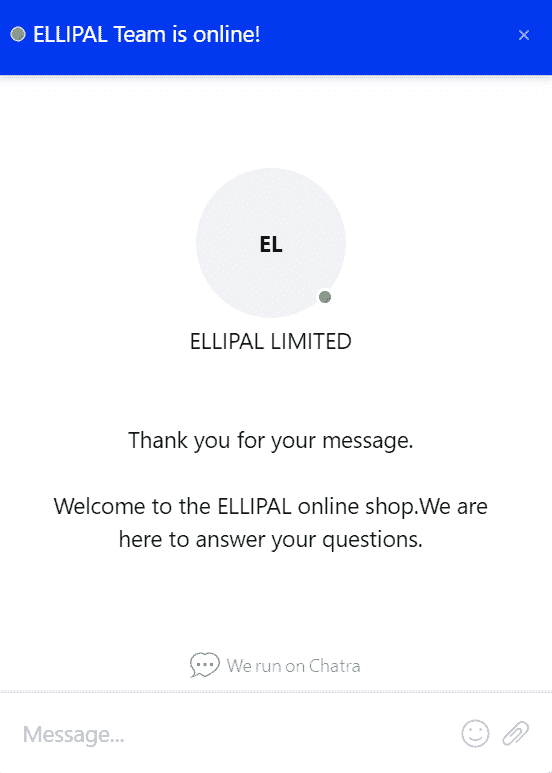 ELLIPAL Team is online!
EL
ELLIPAL LIMITED
Thank you for your message.
Welcome to the ELLIPAL online shop.We are
here to answer your questions.
We run on Chatra
Message...